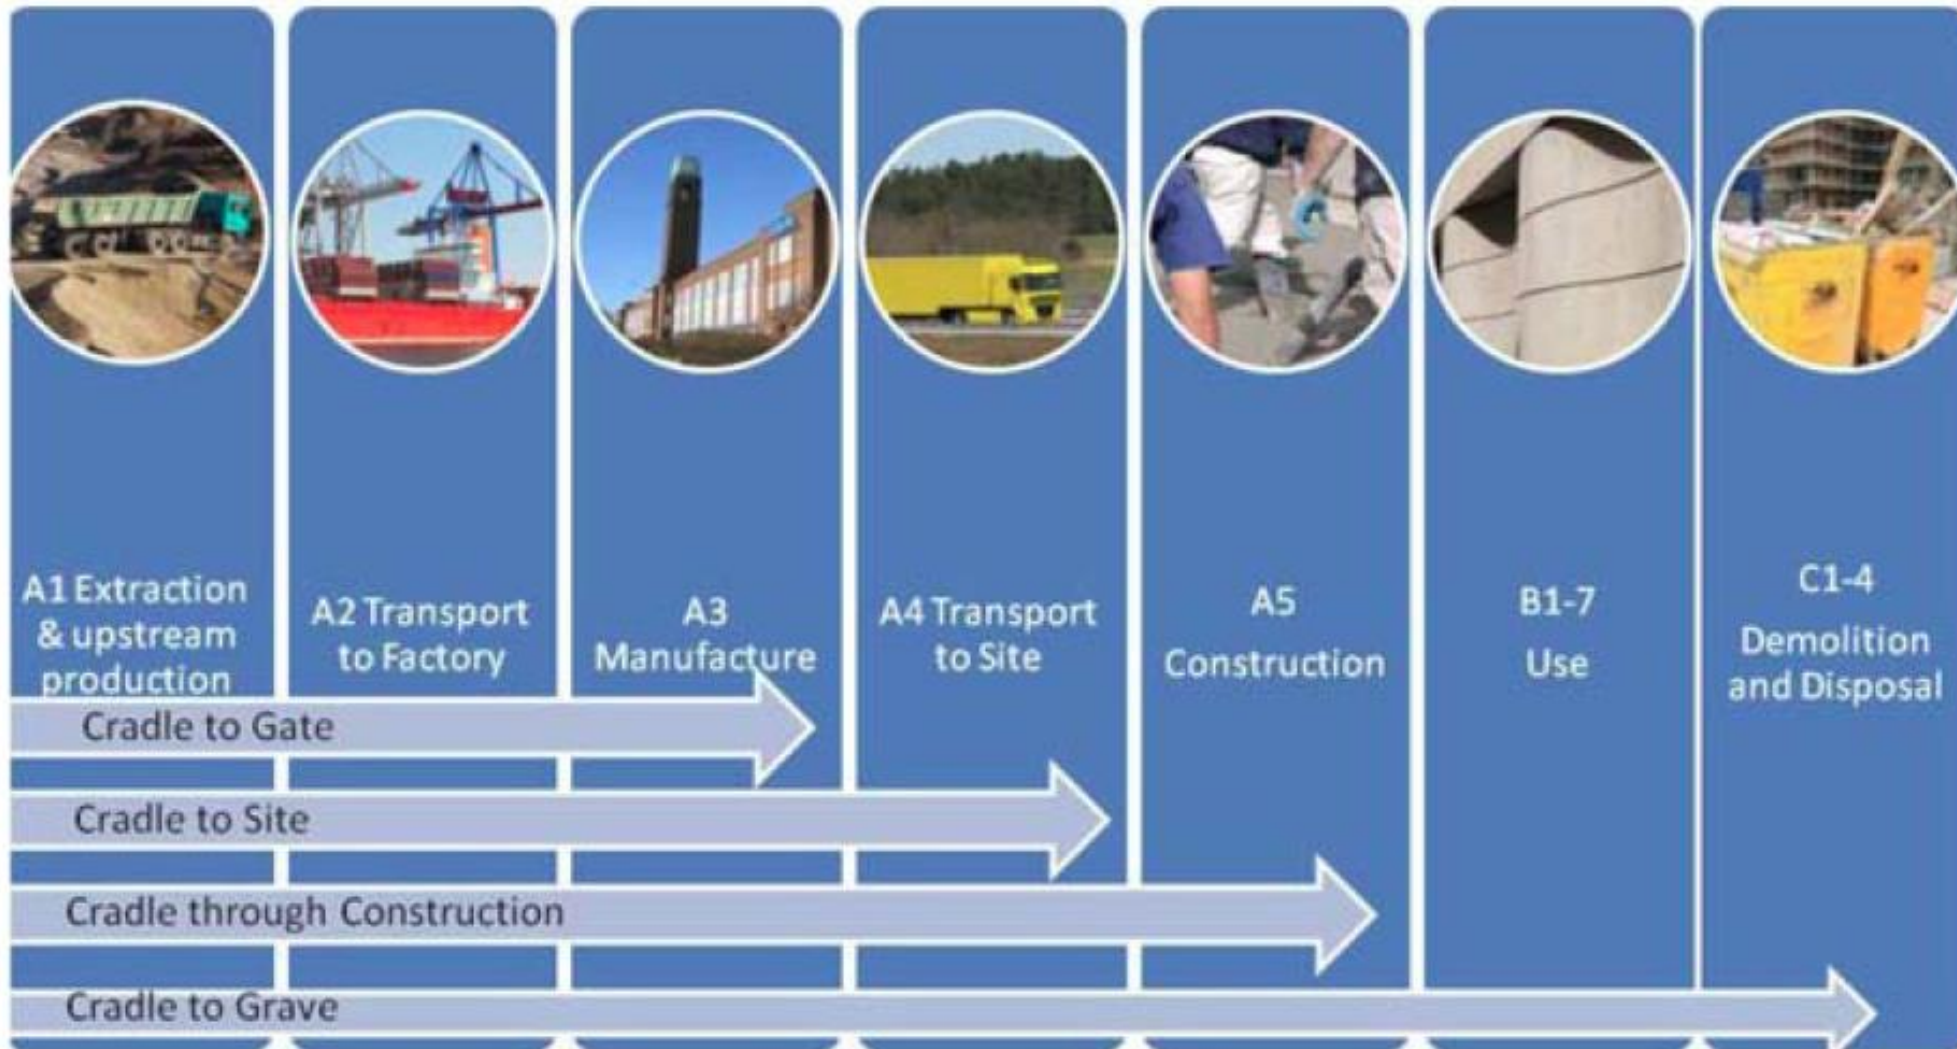 A1 Extraction
& upstream
production
A2 Transport
to Factory
A3
Manufacture
A4 Transport
to Site
A5
Construction
B1-7
Use
C1-4
Demolition
and Disposal
Cradle to Gate
Cradle to Site
Cradle through Construction
Cradle to Grave